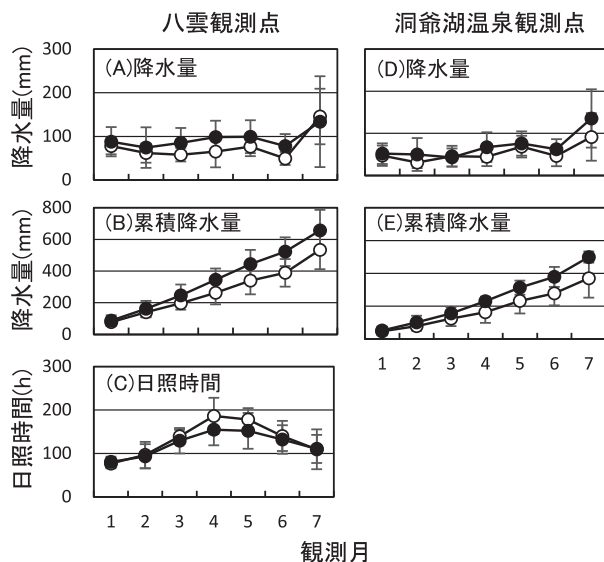 八雲観測点
洞爺湖温泉観測点
降水量(mm)
300
200
100
0
(A)降水量
(D)降水量
降水量(mm)
800
600
400
200
0
(B)累積降水量
(E)累積降水量
1 2 3 4 5 6 7
日照時間(h)
300
200
100
0
(C)日照時間
1 2 3 4 5 6 7
観測月